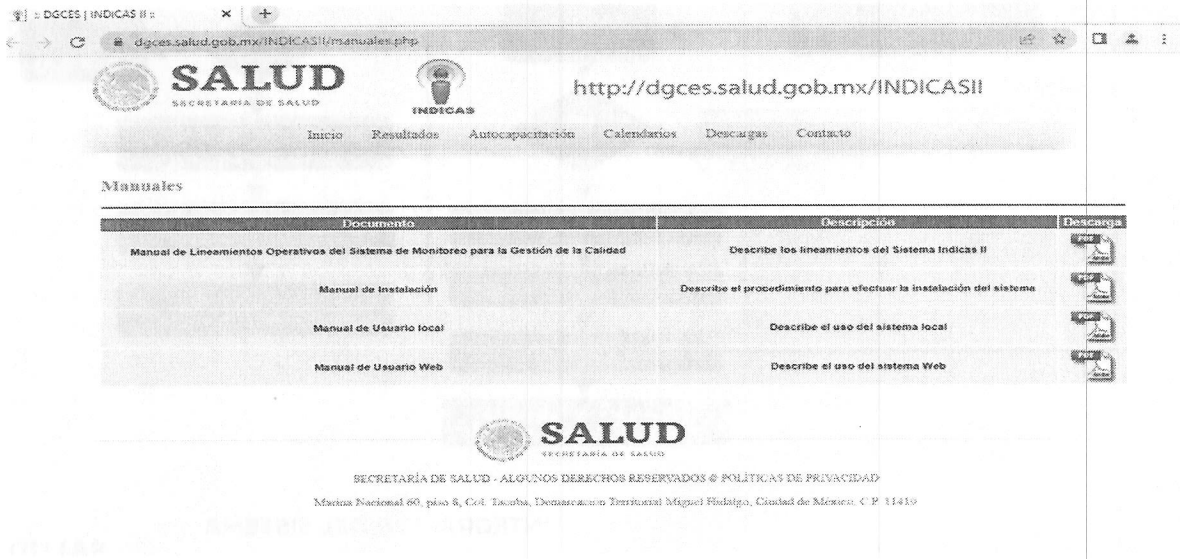 :: DGCES | INDICAS II ::
dgces.salud.gob.mx/INDICASII/manuales.php
SALUD
SECRETARÍA DE SALUD
INDICAS
http://dgces.salud.gob.mx/INDICASII
Inicio Resultados Autocapacitación Calendarios Descargas Contacto
Manuales
Documento Descripción Descarga
Manual de Lineamientos Operativos del Sistema de Monitoreo para la Gestión de la Calidad Describe los lineamientos del Sistema Indicas II PDF
Manual de Instalación Describe el procedimiento para efectuar la instalación del sistema PDF
Manual de Usuario local Describe el uso del sistema local PDF
Manual de Usuario Web Describe el uso del sistema Web PDF
SALUD
SECRETARÍA DE SALUD
SECRETARÍA DE SALUD - ALGUNOS DERECHOS RESERVADOS @ POLÍTICAS DE PRIVACIDAD
Marina Nacional 60, piso 8, Col. Tacuba, Demarcacion Territorial Miguel Hidalgo, Ciudad de México, C.P. 11410